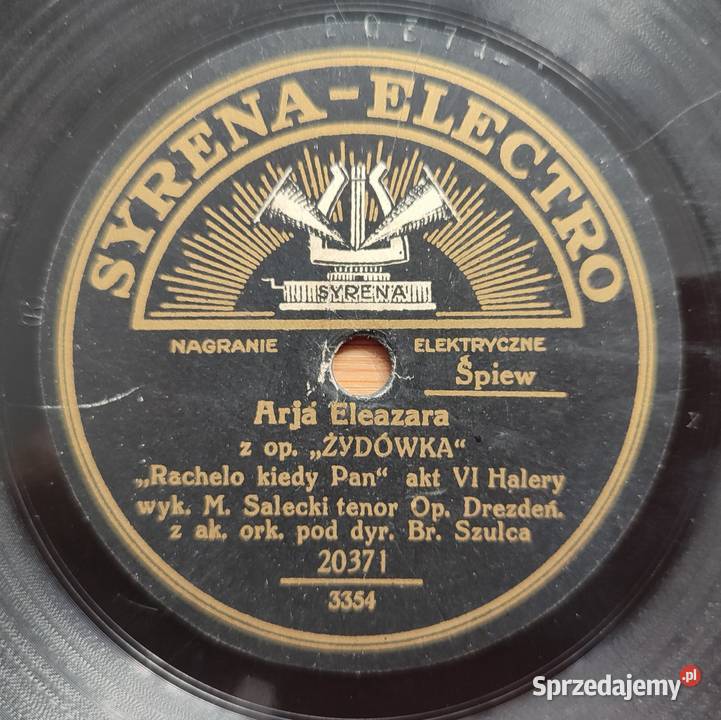 20371
SYRENA-ELECTRO
SYRENA
NAGRANIE ELEKTRYCZNE
Śpiew
Arja Eleazara
z op. „ŻYDÓWKA“
„Rachelo kiedy Pan“ akt VI Halery
wyk. M. Salecki tenor Op. Drezdeń.
z ak. ork. pod dyr. Br. Szulca
20371
3354
Sprzedajemy.pl